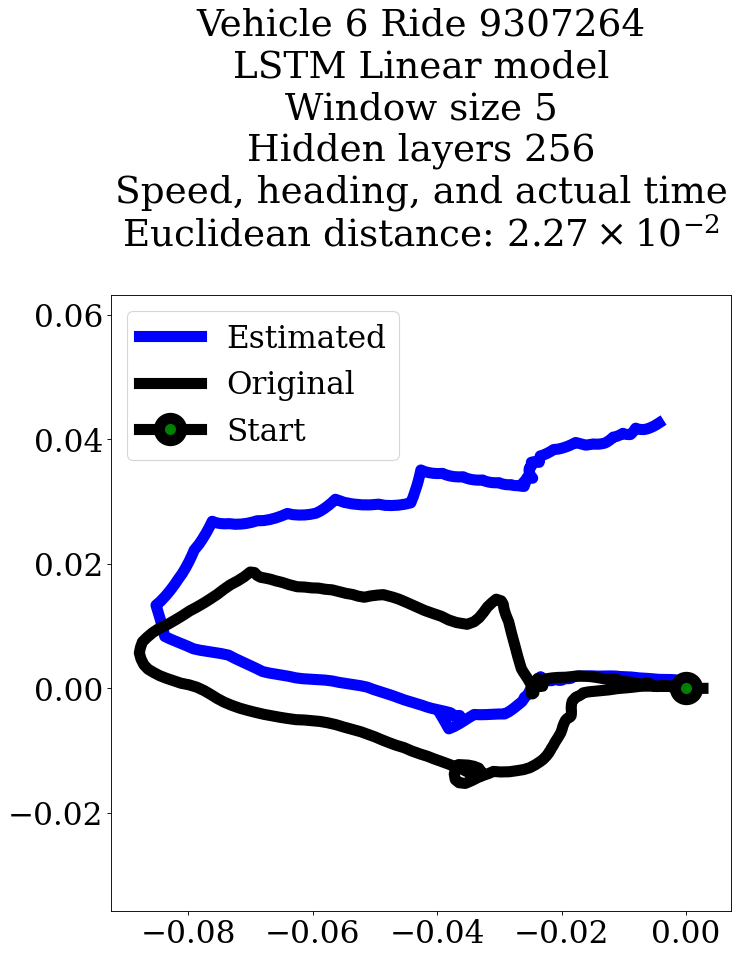 Vehicle 6 Ride 9307264
LSTM Linear model
Window size 5
Hidden layers 256
Speed, heading, and actual time
Euclidean distance: 2.27 × 10⁻²
Estimated
Original
Start
0.06
0.04
0.02
0.00
−0.02
−0.08
−0.06
−0.04
−0.02
0.00